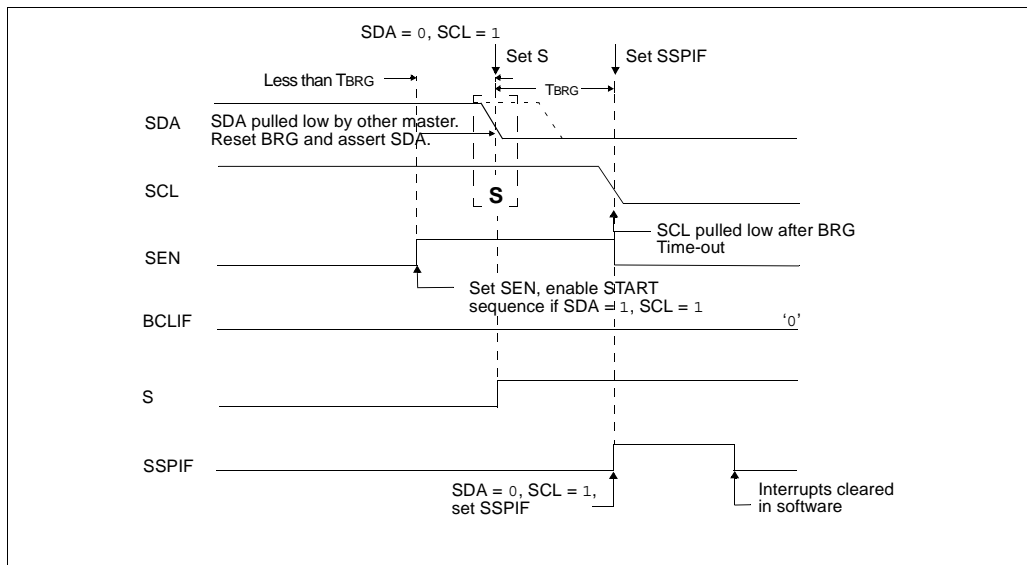 SDA = 0, SCL = 1
Set S
Set SSPIF
Less than TBRG
TBRG
SDA
SDA pulled low by other master.
Reset BRG and assert SDA.
SCL
S
SCL pulled low after BRG
Time-out
SEN
Set SEN, enable START
sequence if SDA = 1, SCL = 1
BCLIF
‘0’
S
SSPIF
SDA = 0, SCL = 1,
set SSPIF
Interrupts cleared
in software